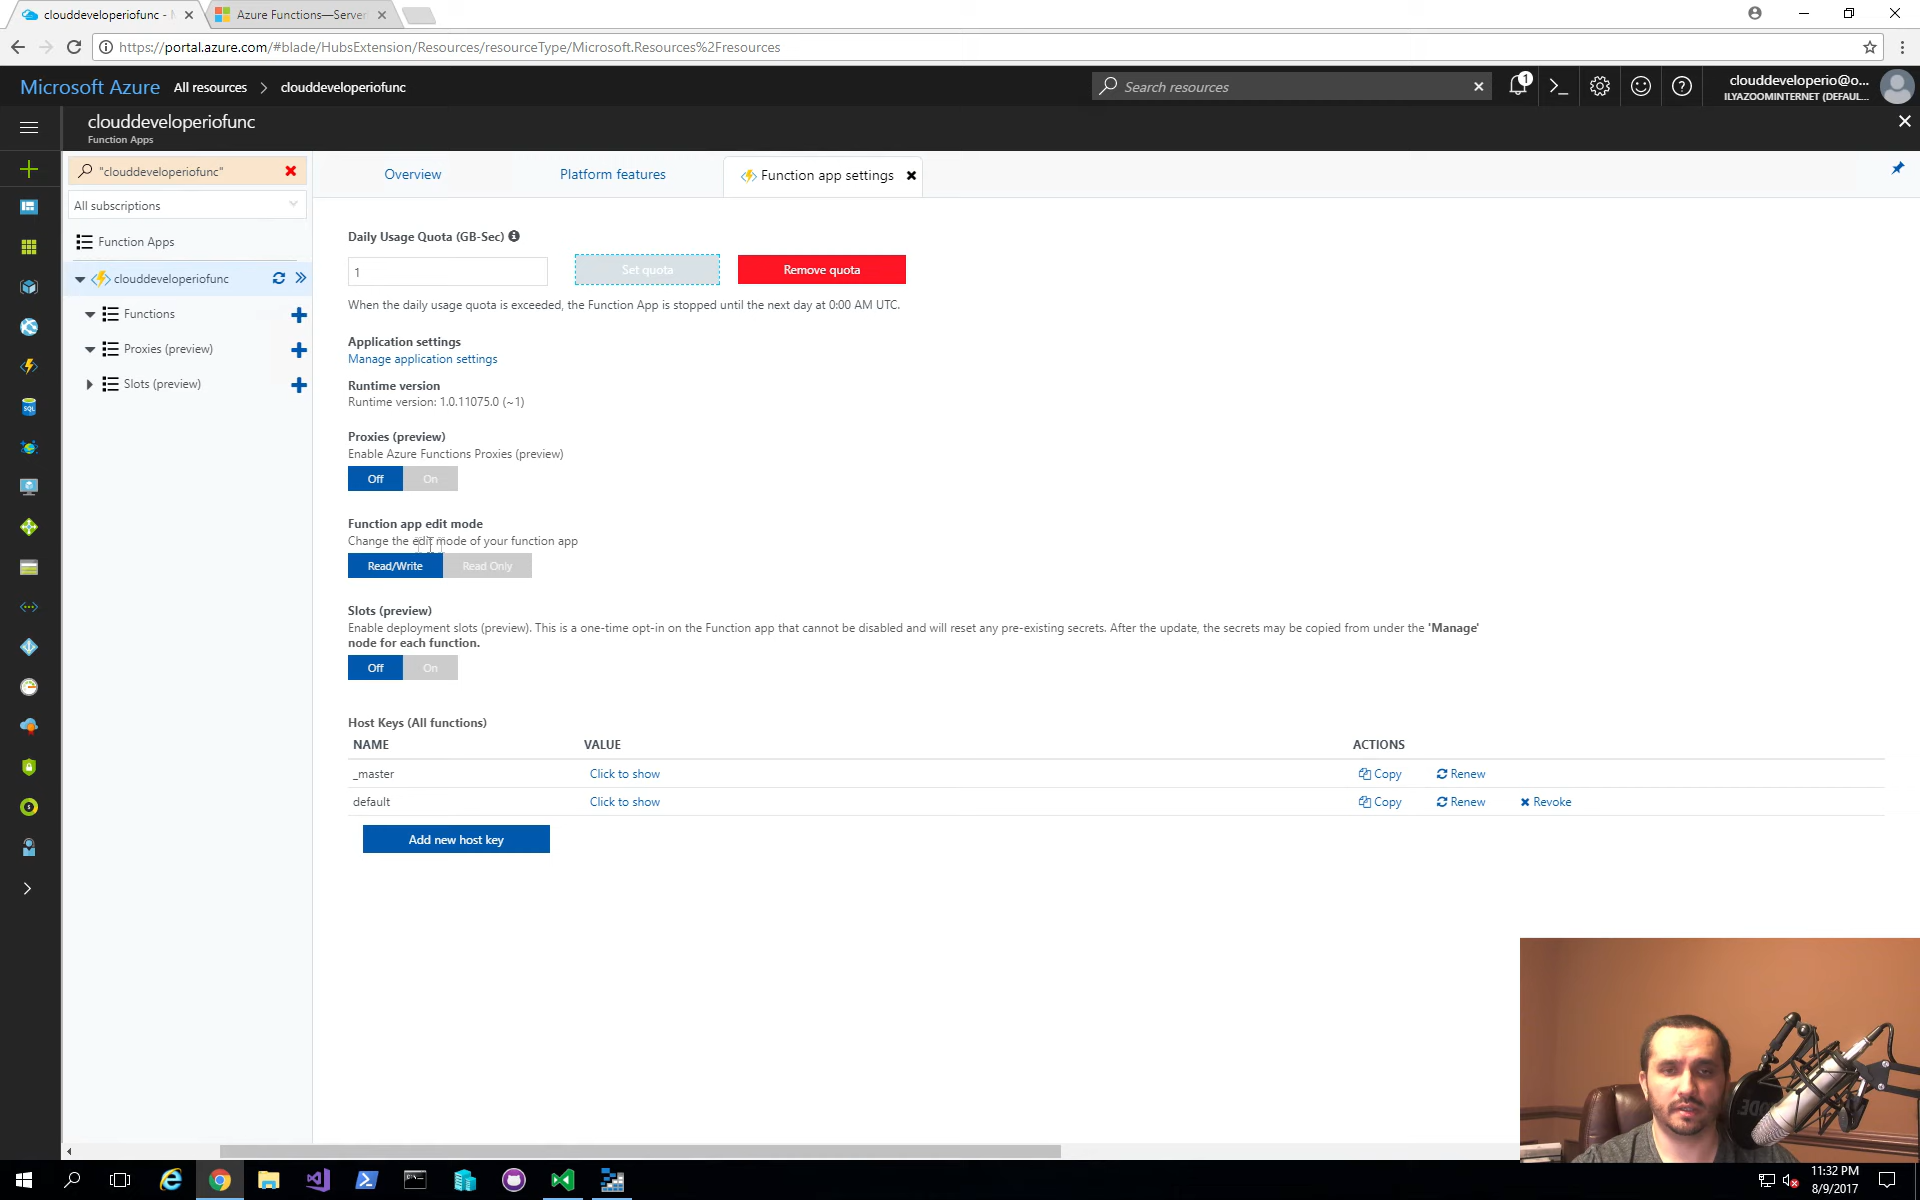 clouddeveloperiofunc - M
Azure Functions—Server
https://portal.azure.com/#blade/HubsExtension/Resources/resourceType/Microsoft.Resources%2Fresources
Microsoft Azure All resources > clouddeveloperiofunc
Search resources
1
clouddeveloperio@o...
ILYAZOOMINTERNET (DEFAUL...
clouddeveloperiofunc
Function Apps
"clouddeveloperiofunc"
All subscriptions
Function Apps
clouddeveloperiofunc
Functions
Proxies (preview)
Slots (preview)
Overview
Platform features
Function app settings
Daily Usage Quota (GB-Sec)
1
Set quota
Remove quota
When the daily usage quota is exceeded, the Function App is stopped until the next day at 0:00 AM UTC.
Application settings
Manage application settings
Runtime version
Runtime version: 1.0.11075.0 (~1)
Proxies (preview)
Enable Azure Functions Proxies (preview)
Off On
Function app edit mode
Change the edit mode of your function app
Read/Write Read Only
Slots (preview)
Enable deployment slots (preview). This is a one-time opt-in on the Function app that cannot be disabled and will reset any pre-existing secrets. After the update, the secrets may be copied from under the 'Manage'
node for each function.
Off On
Host Keys (All functions)
NAME VALUE ACTIONS
_master Click to show Copy Renew
default Click to show Copy Renew Revoke
Add new host key
11:32 PM
8/9/2017